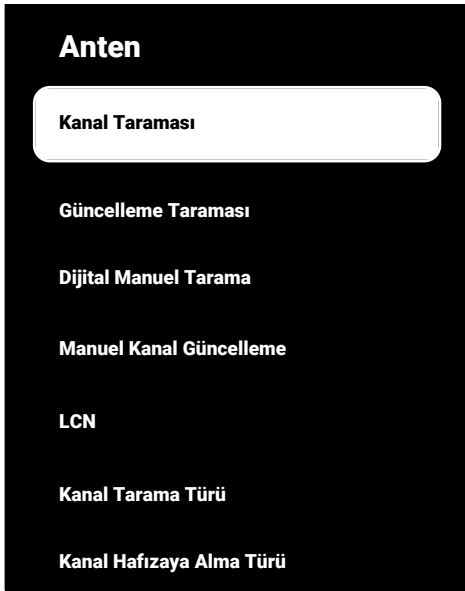 Anten
Kanal Taraması
Güncelleme Taraması
Dijital Manuel Tarama
Manuel Kanal Güncelleme
LCN
Kanal Tarama Türü
Kanal Hafızaya Alma Türü